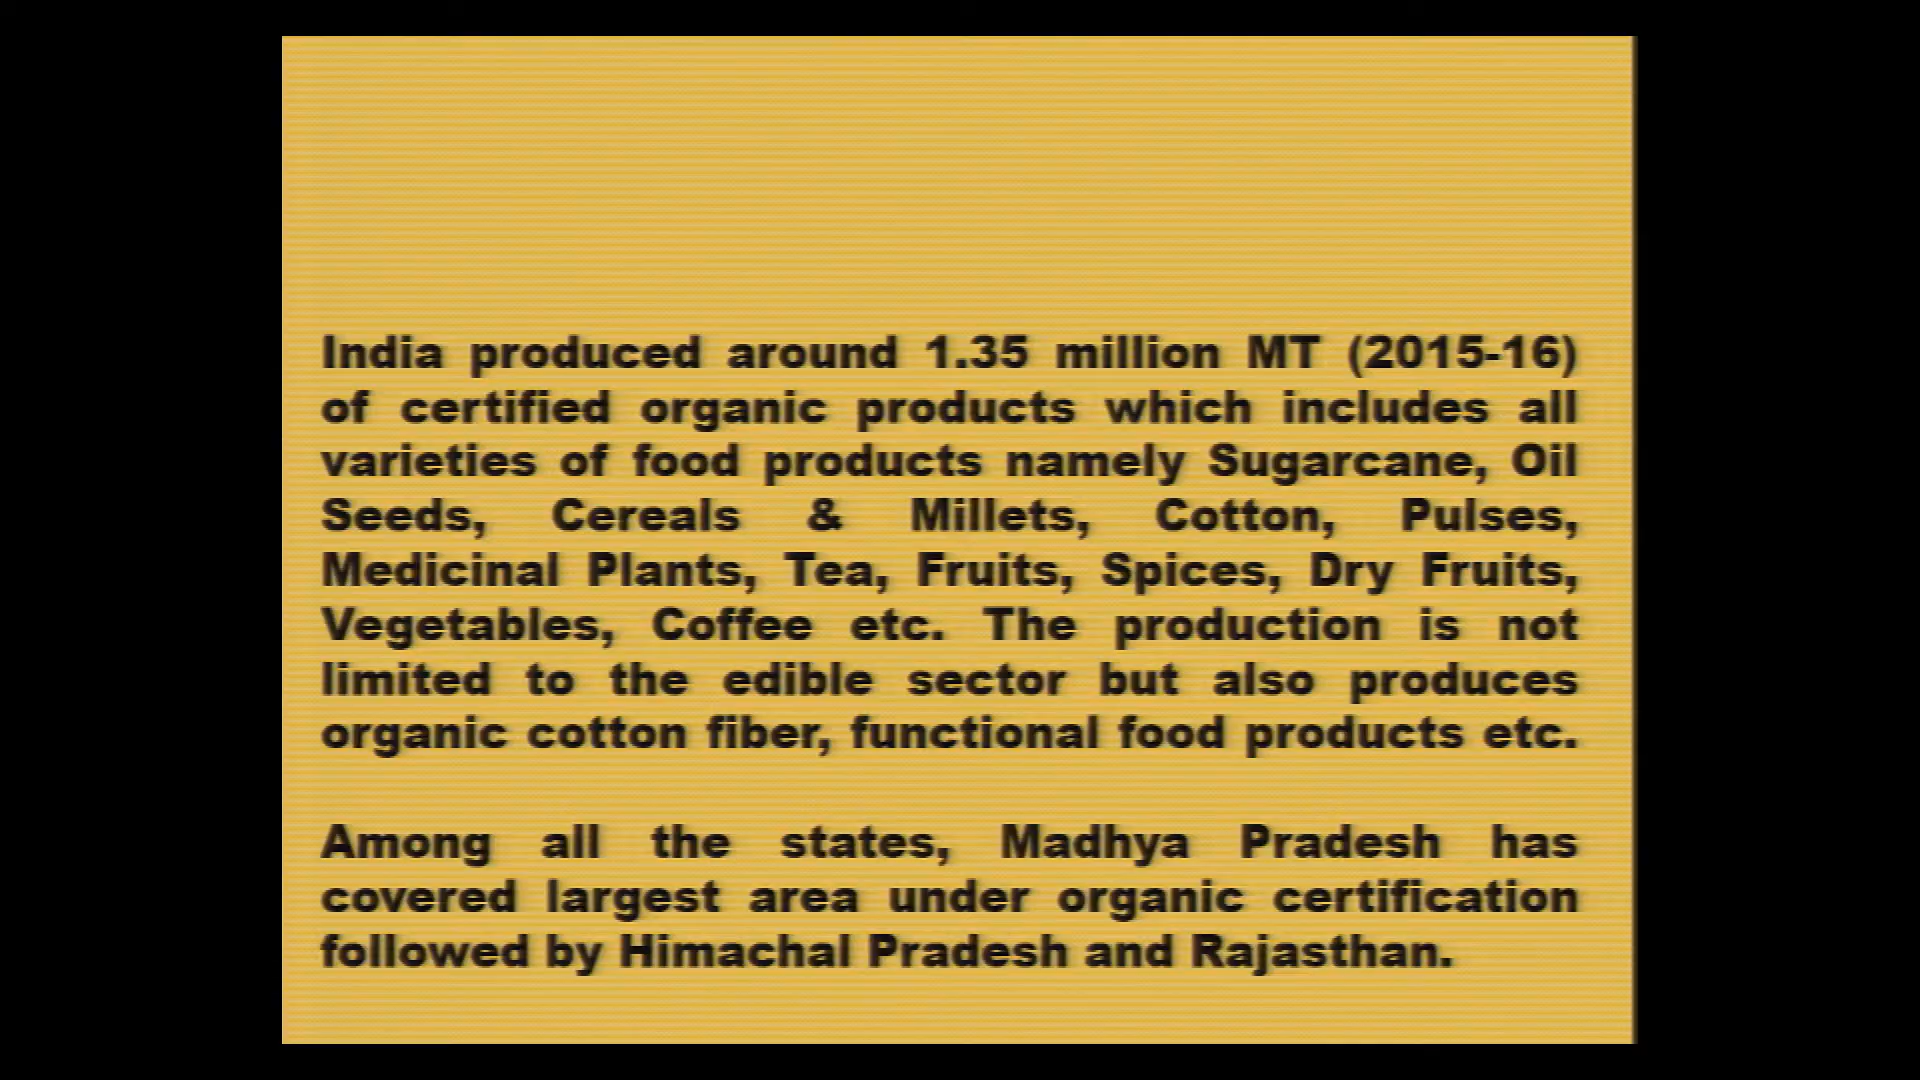 India produced around 1.35 million MT (2015-16)
of certified organic products which includes all
varieties of food products namely Sugarcane, Oil
Seeds, Cereals & Millets, Cotton, Pulses,
Medicinal Plants, Tea, Fruits, Spices, Dry Fruits,
Vegetables, Coffee etc. The production is not
limited to the edible sector but also produces
organic cotton fiber, functional food products etc.
Among all the states, Madhya Pradesh has
covered largest area under organic certification
followed by Himachal Pradesh and Rajasthan.